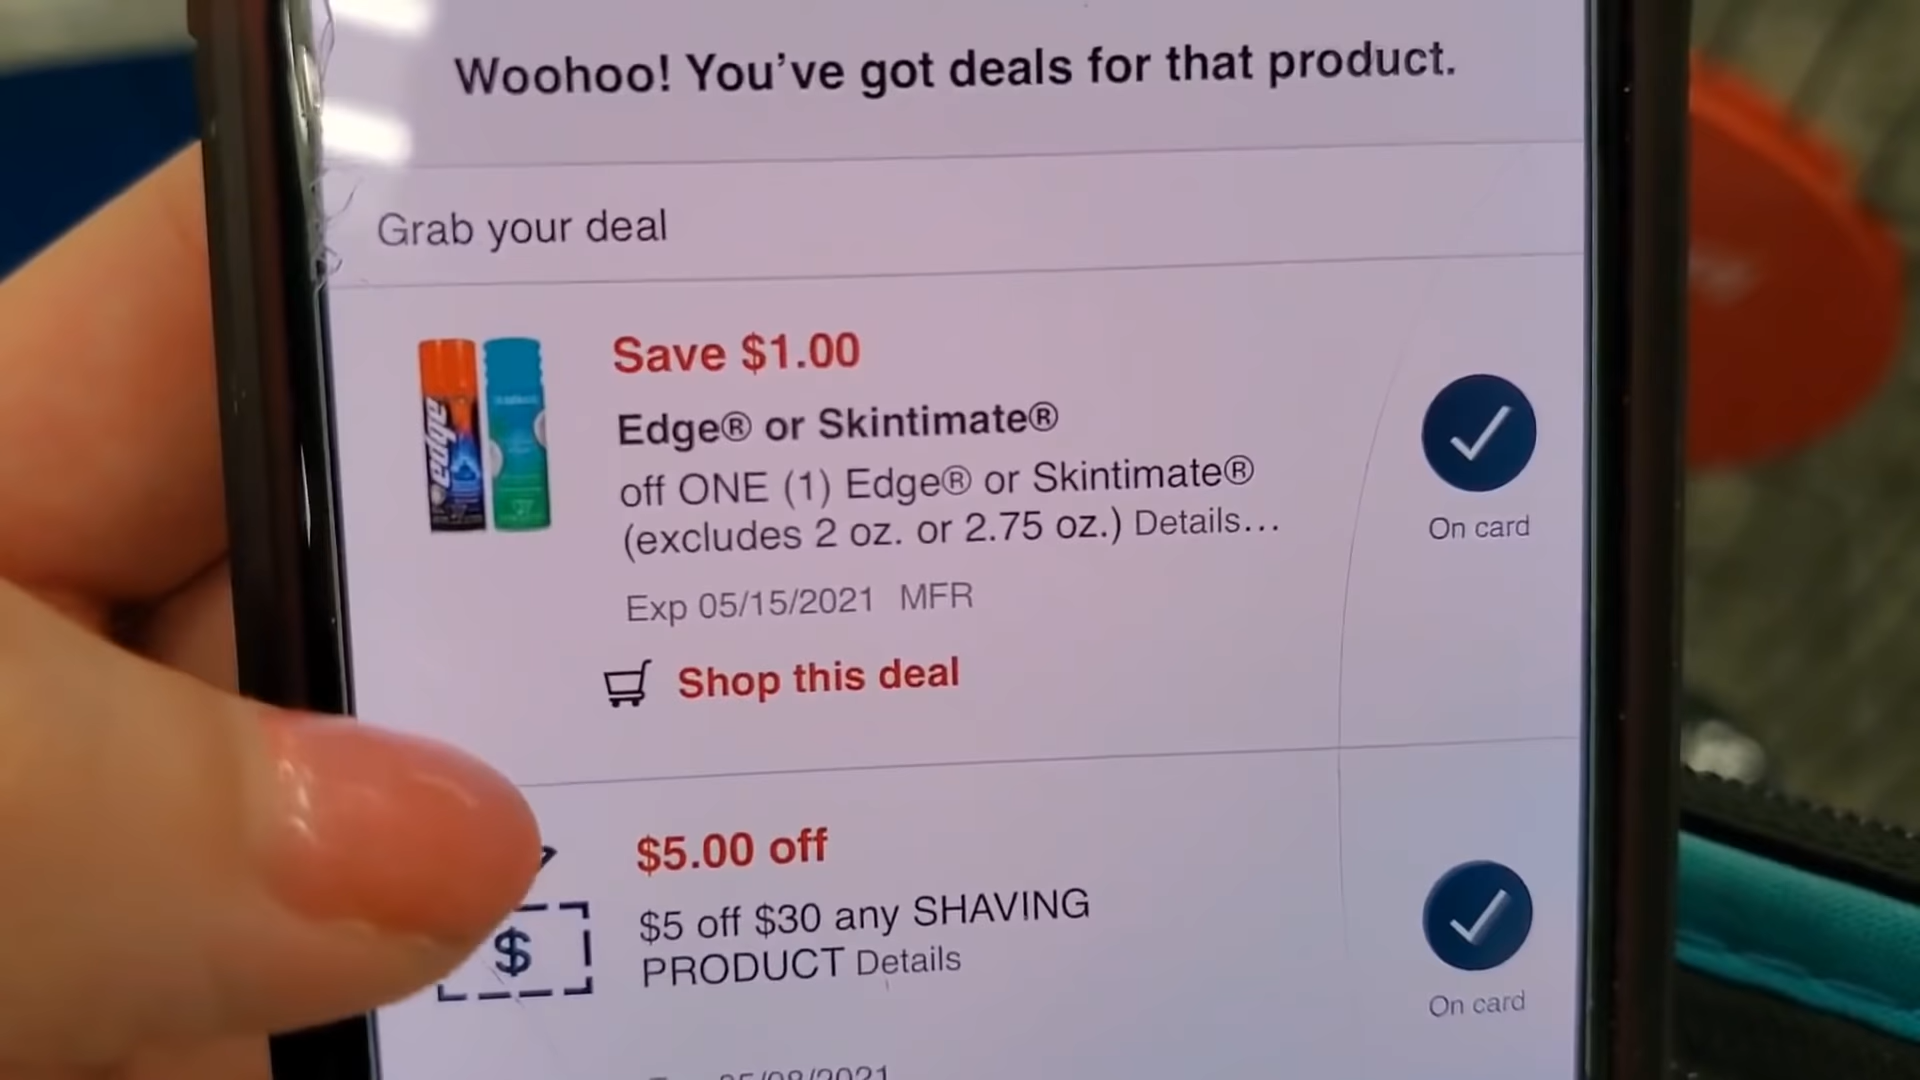 Woohoo! You've got deals for that product.
Grab your deal
edge
Save $1.00
Edge® or Skintimate®
off ONE (1) Edge® or Skintimate®
(excludes 2 oz. or 2.75 oz.) Details...
Exp 05/15/2021 MFR
On card
Shop this deal
$5.00 off
$
$5 off $30 any SHAVING
PRODUCT Details
On card